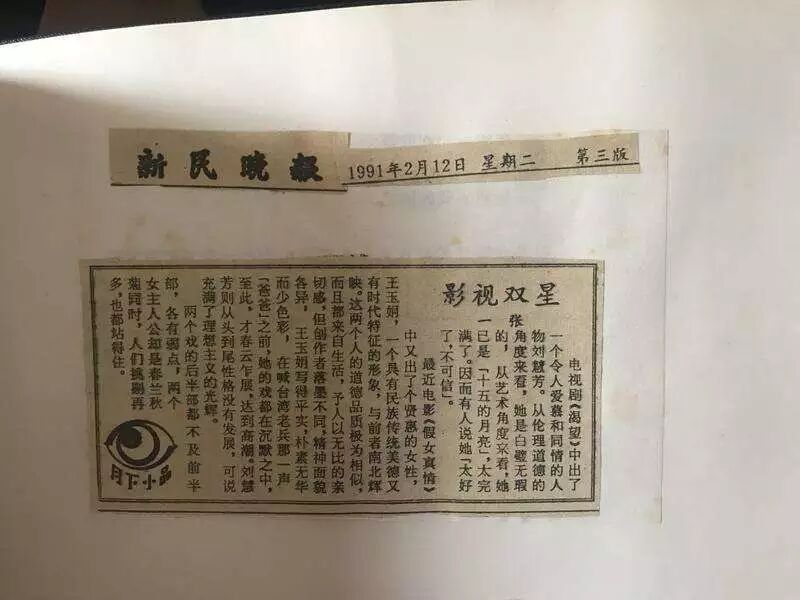 新民晚报
1991年2月12日 星期二 第三版
影视双星
张一
电视剧《渴望》中出了
一个令人爱慕和同情的人
物刘慧芳。从伦理道德的
角度来看，她是白璧无瑕
的，从艺术角度来看，她
已是“十五的月亮”，太完
满了。因而有人说她“太好
了，不可信”。
最近电影《假女真情》
中又出了个贤惠的女性，
王玉娟，一个具有民族传统美德又
有时代特征的形象，与前者南北辉
映。这两个人的道德品质极为相似，
而且都来自生活，予人以无比的亲
切感，但创作者落墨不同，精神面貌
各异，王玉娟写得平实，朴素无华
而少色彩，在喊台湾老兵那一声
“爸爸”之前，她的戏都在沉默之中，
至此，才春云乍展，达到高潮。刘慧
芳则从头到尾性格没有发展，可说
充满了理想主义的光辉。
两个戏的后半部都不及前半
部，各有弱点，两个
女主人公却是春兰秋
菊同时，人们挑剔再
多，也都站得住。
月下小品